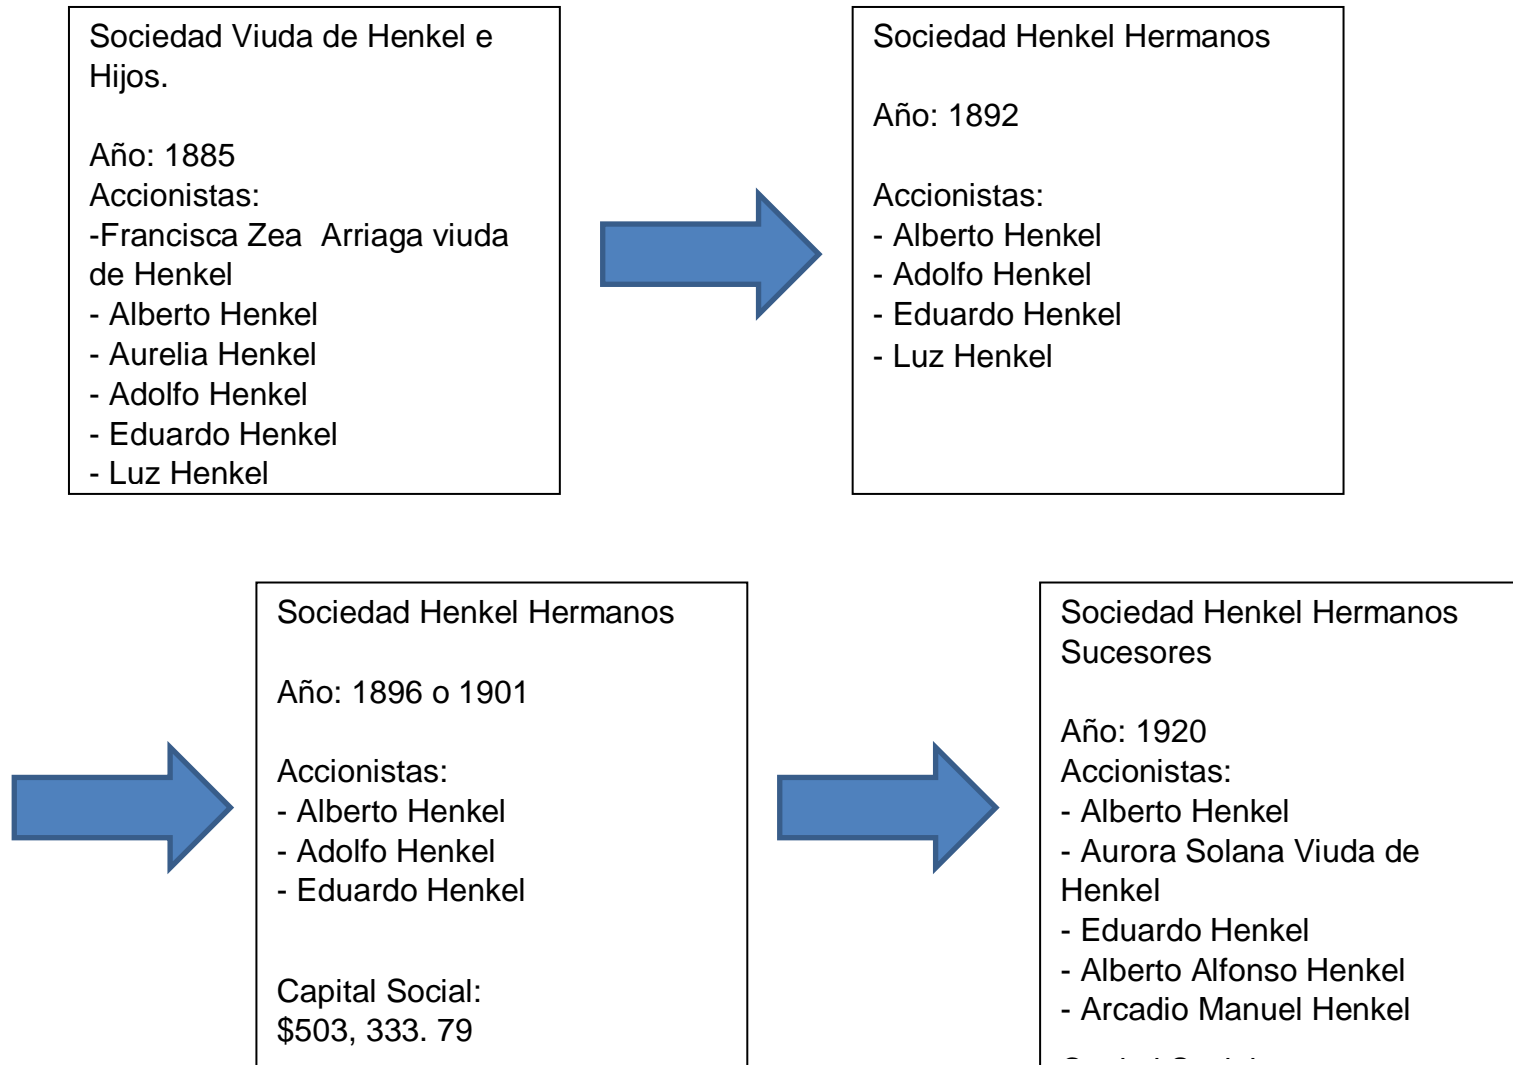 Sociedad Viuda de Henkel e
Hijos.
Año: 1885
Accionistas:
-Francisca Zea  Arriaga viuda
de Henkel
- Alberto Henkel
- Aurelia Henkel
- Adolfo Henkel
- Eduardo Henkel
- Luz Henkel
Sociedad Henkel Hermanos
Año: 1892
Accionistas:
- Alberto Henkel
- Adolfo Henkel
- Eduardo Henkel
- Luz Henkel
Sociedad Henkel Hermanos
Año: 1896 o 1901
Accionistas:
- Alberto Henkel
- Adolfo Henkel
- Eduardo Henkel
Capital Social:
$503, 333. 79
Sociedad Henkel Hermanos
Sucesores
Año: 1920
Accionistas:
- Alberto Henkel
- Aurora Solana Viuda de
Henkel
- Eduardo Henkel
- Alberto Alfonso Henkel
- Arcadio Manuel Henkel